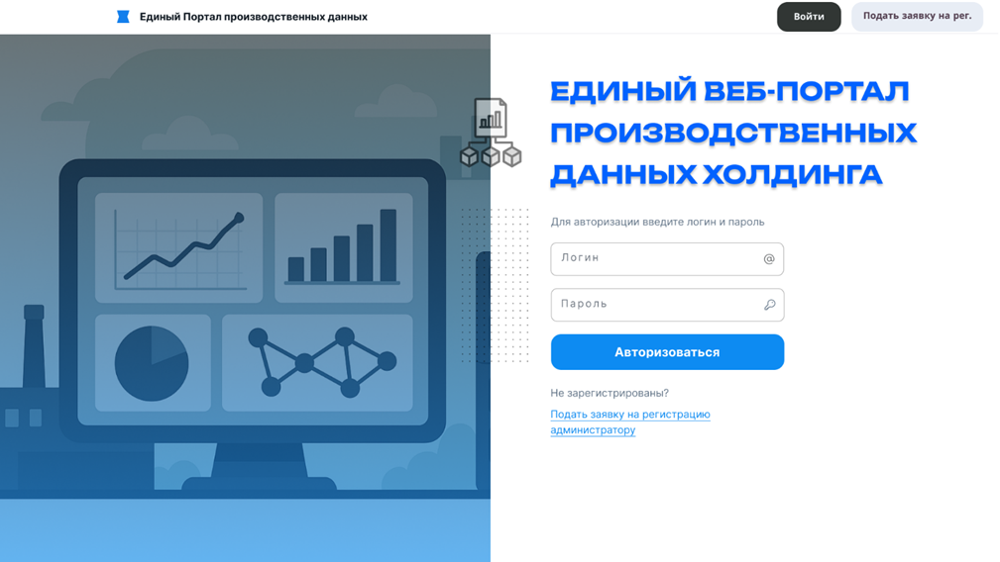 Единый Портал производственных данных
Войти
Подать заявку на рег.
ЕДИНЫЙ ВЕБ-ПОРТАЛ
ПРОИЗВОДСТВЕННЫХ
ДАННЫХ ХОЛДИНГА
Для авторизации введите логин и пароль
Логин
Пароль
Авторизоваться
Не зарегистрированы?
Подать заявку на регистрацию
администратору